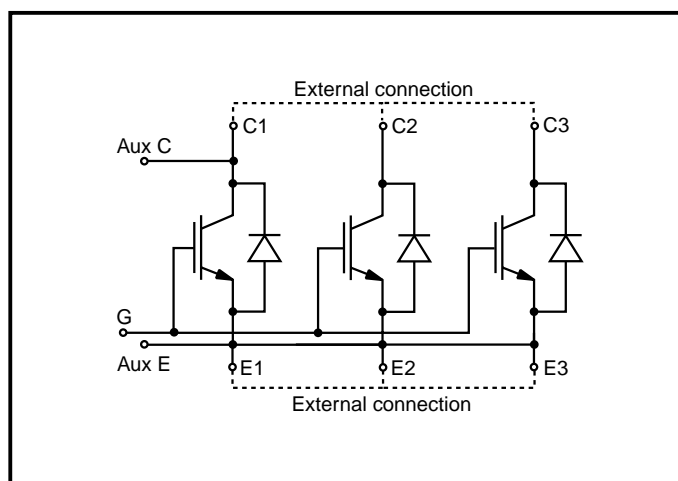 External connection
C1
C2
C3
Aux C
G
Aux E
E1
E2
E3
External connection